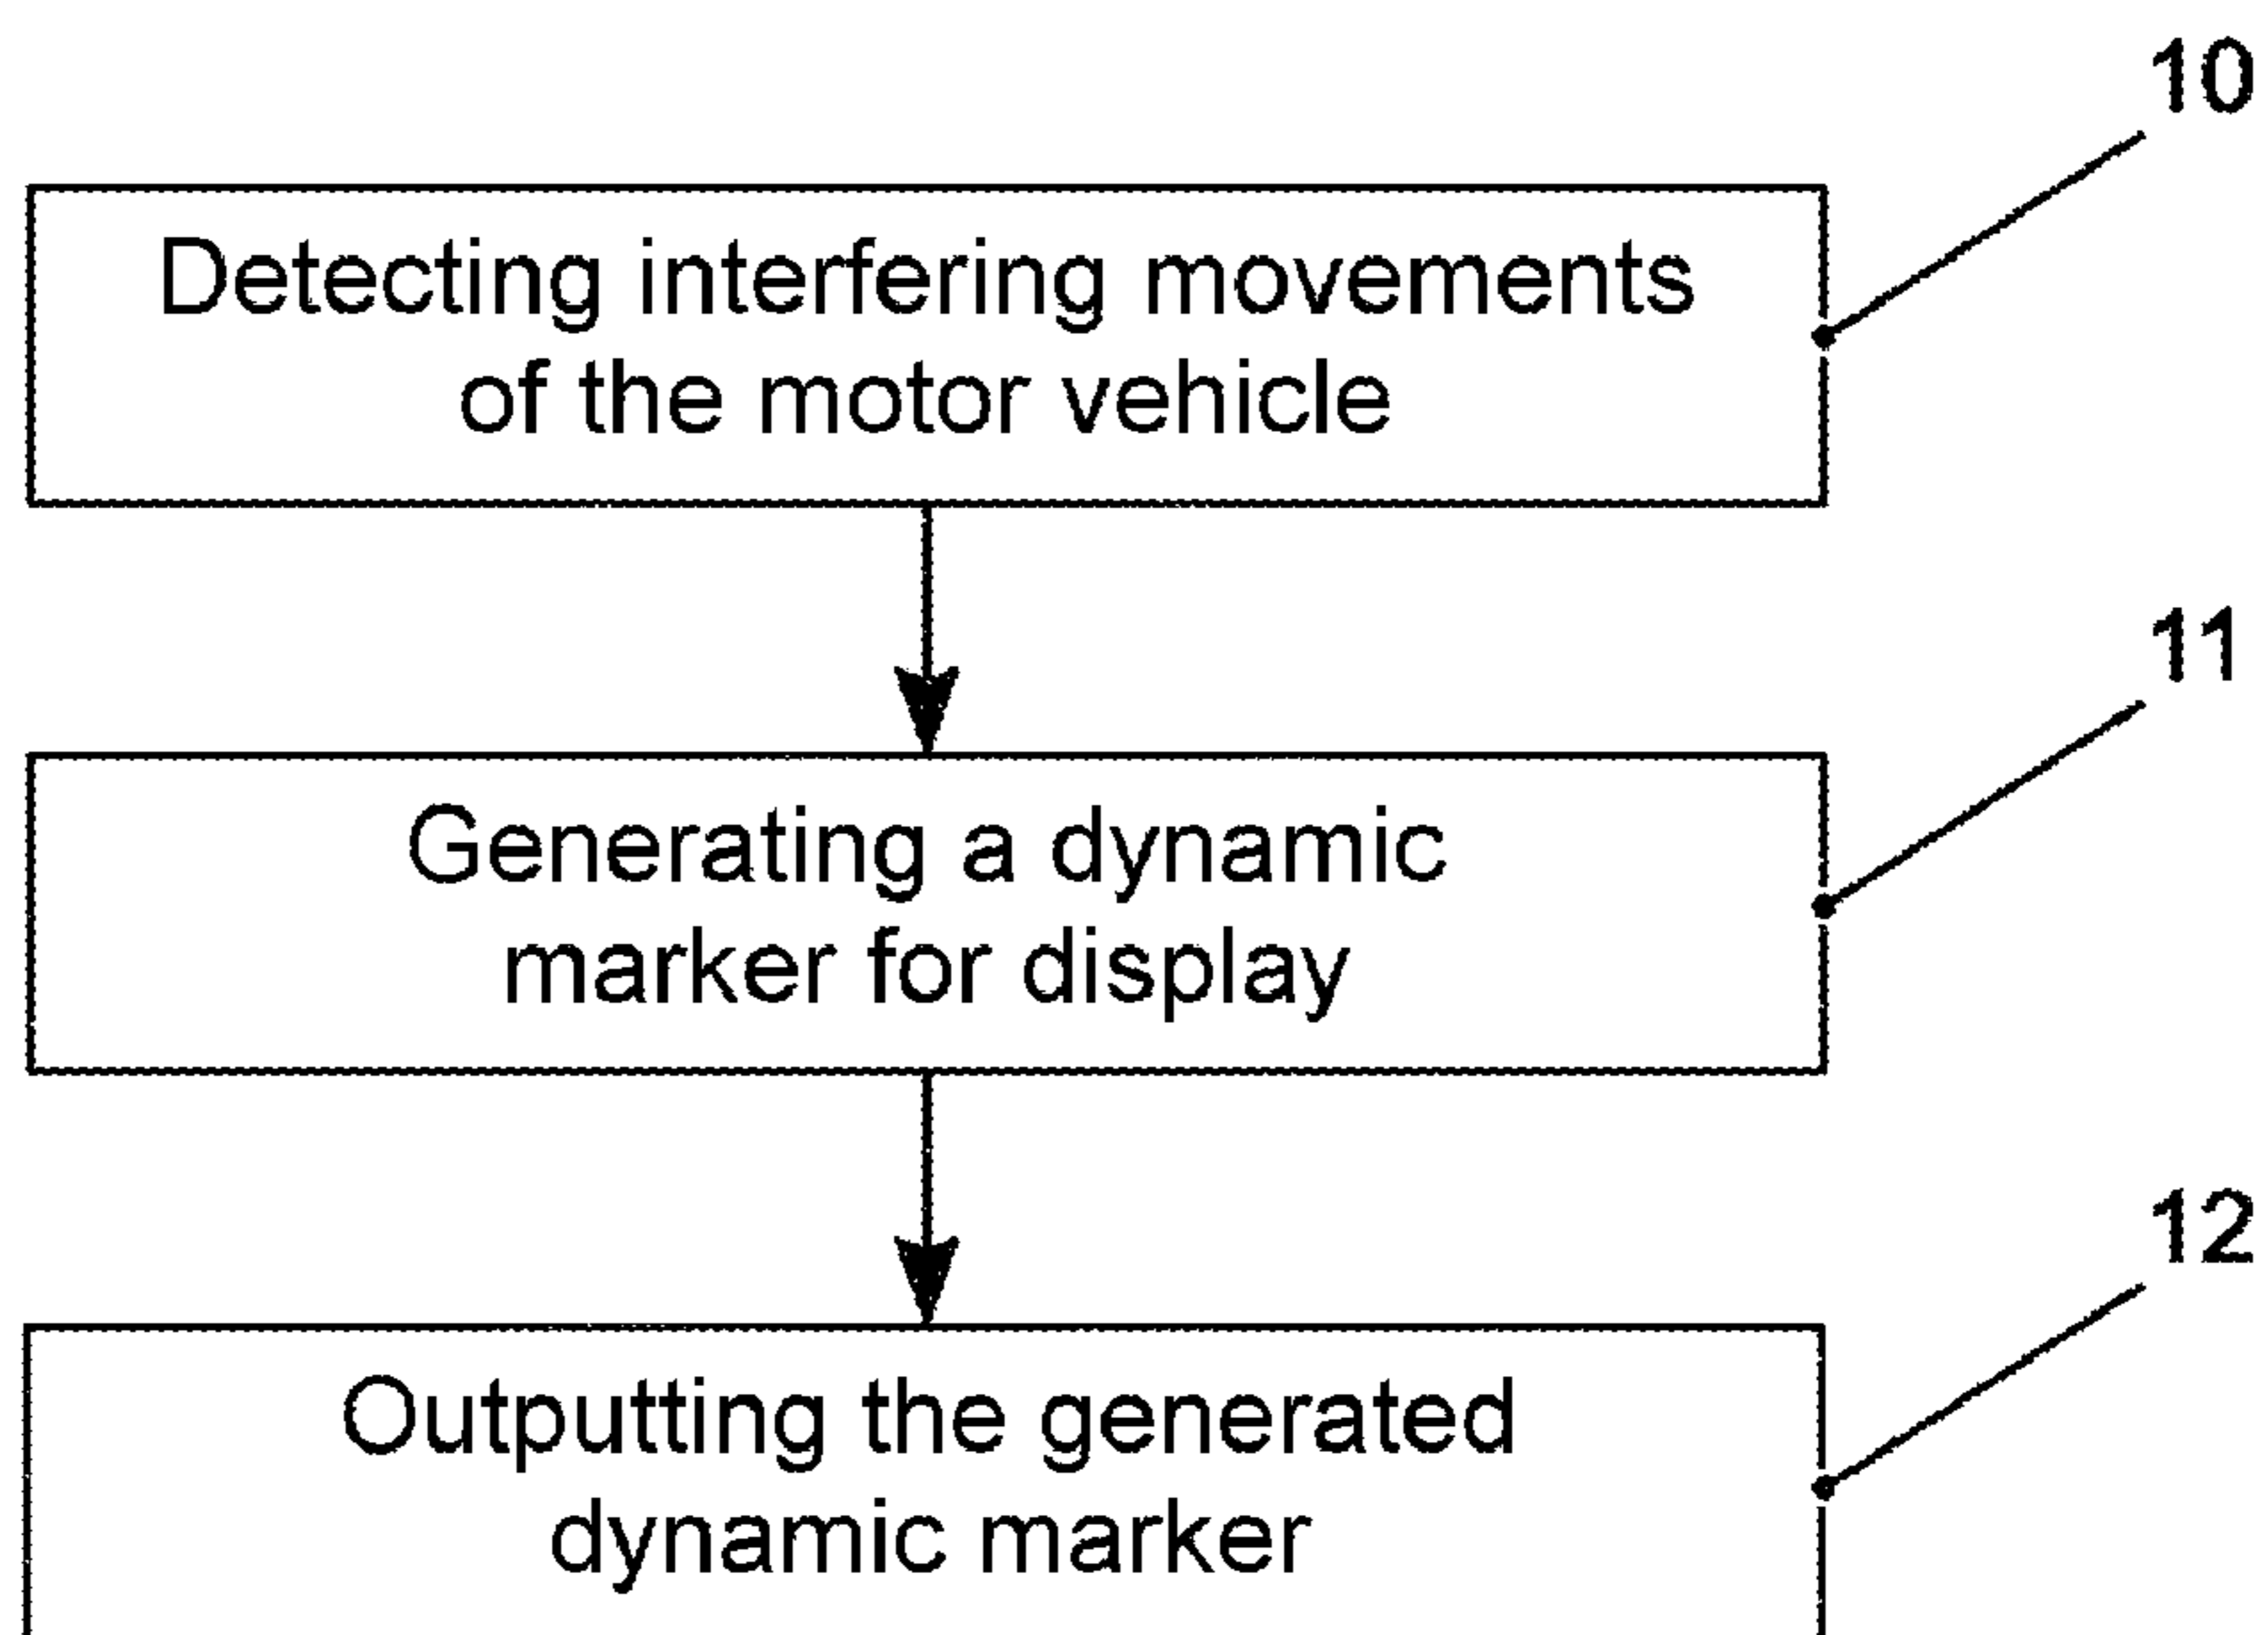 10
Detecting interfering movements
of the motor vehicle
11
Generating a dynamic
marker for display
12
Outputting the generated
dynamic marker